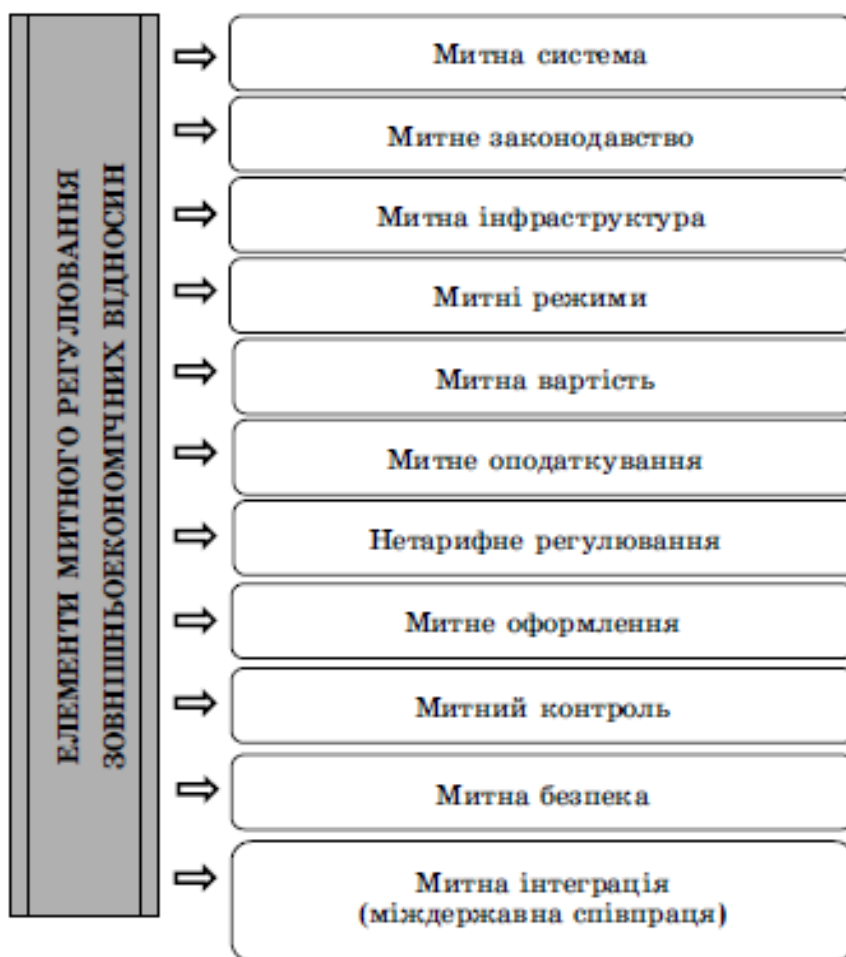 ЕЛЕМЕНТИ МИТНОГО РЕГУЛЮВАННЯ
ЗОВНІШНЬОЕКОНОМІЧНИХ ВІДНОСИН
Митна система
Митне законодавство
Митна інфраструктура
Митні режими
Митна вартість
Митне оподаткування
Нетарифне регулювання
Митне оформлення
Митний контроль
Митна безпека
Митна інтеграція
(міждержавна співпраця)